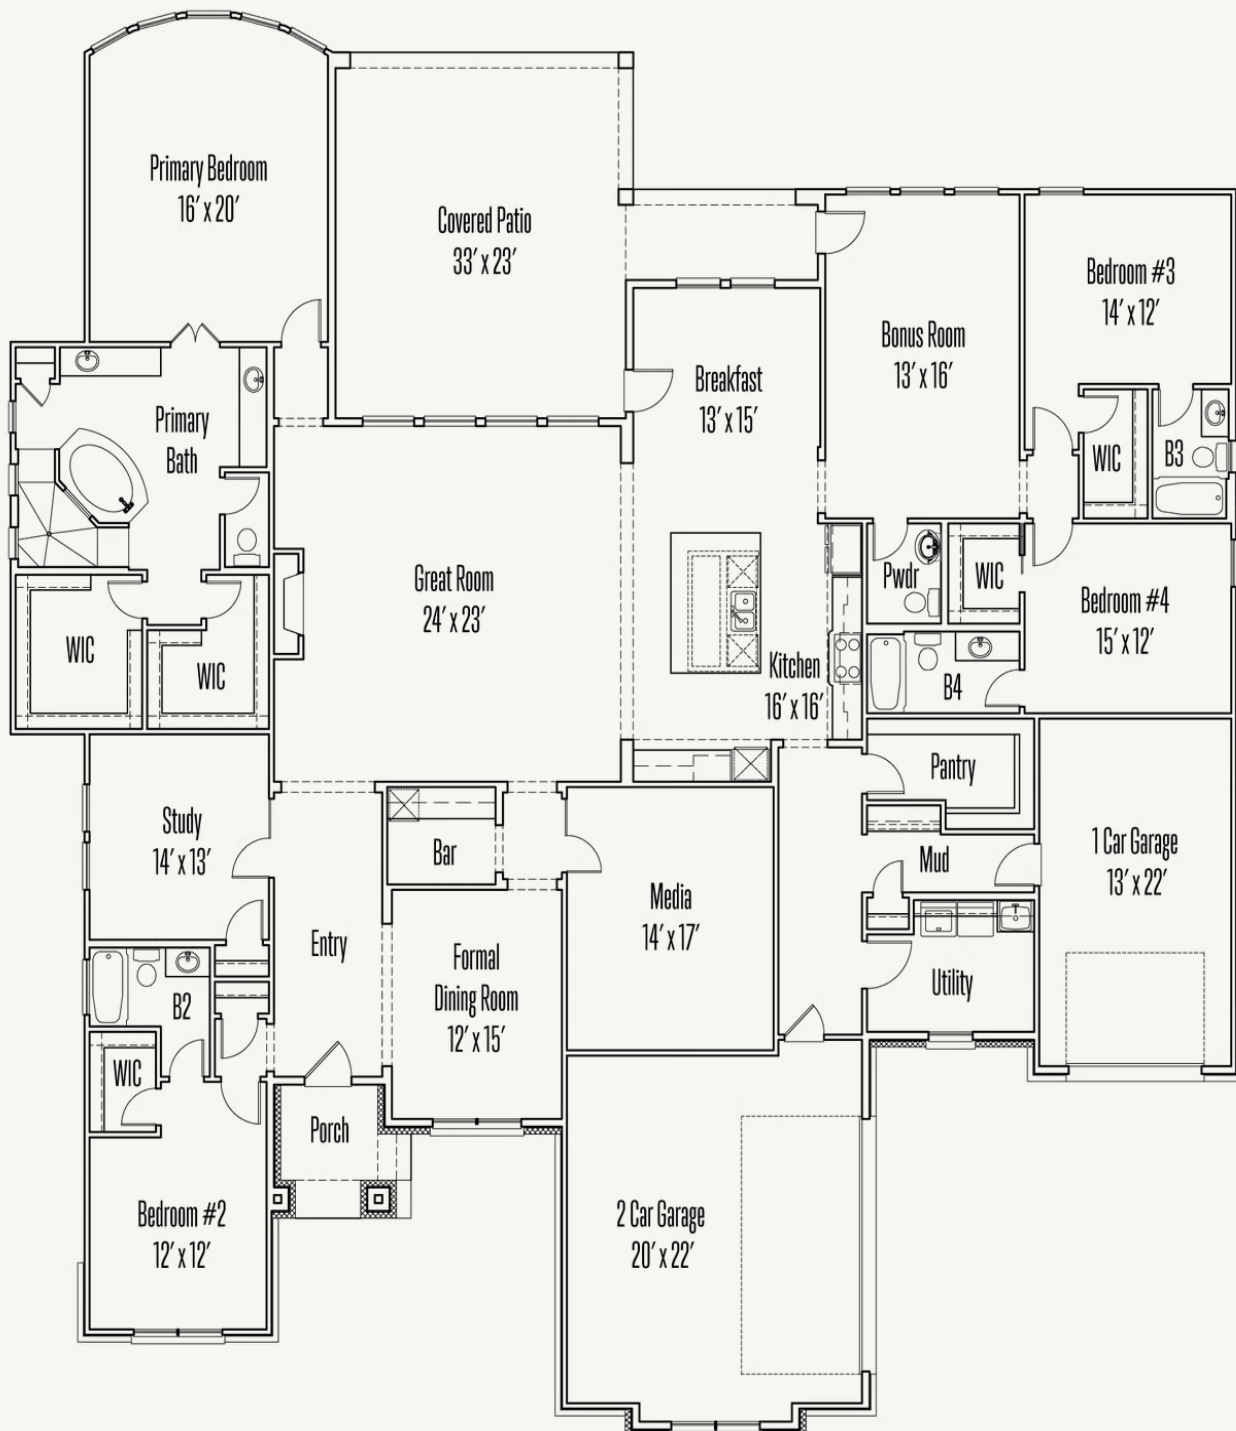 Primary Bedroom
16' x 20'
Covered Patio
33' x 23'
Bedroom #3
14' x 12'
Bonus Room
13' x 16'
Breakfast
13' x 15'
Primary
Bath
WIC
B3
Great Room
24' x 23'
Pwdr
WIC
Bedroom #4
15' x 12'
WIC
WIC
Kitchen
16' x 16'
B4
Pantry
Study
14' x 13'
Bar
Mud
1 Car Garage
13' x 22'
Media
14' x 17'
Entry
Formal
Dining Room
12' x 15'
Utility
B2
WIC
Porch
Bedroom #2
12' x 12'
2 Car Garage
20' x 22'